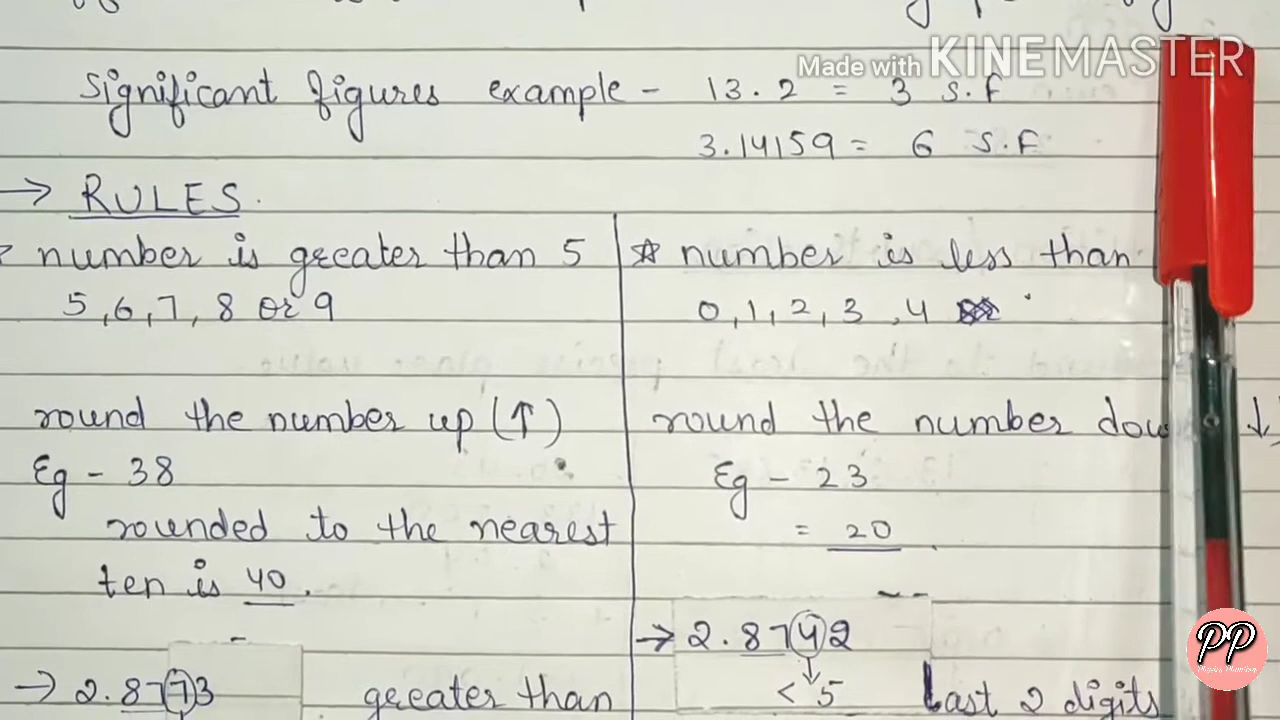 Made with KINEMASTER
Significant figures example - 13.2 = 3 S.F
3.14159 = 6 S.F
→ RULES.
number is greater than 5
5, 6, 7, 8 or 9
round the number up (↑)
Eg - 38
rounded to the nearest
ten is 40.
→ 2.8773
greater than
☆ number is less than
0, 1, 2, 3, 4
round the number
Eg - 23
= 20
→ 2.8742
< 5 Last 2 digits
PP